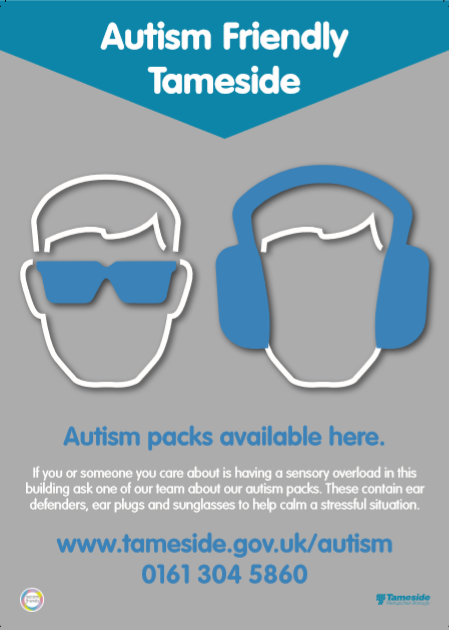 Autism Friendly
Tameside
Autism packs available here.
If you or someone you care about is having a sensory overload in this
building ask one of our team about our autism packs. These contain ear
defenders, ear plugs and sunglasses to help calm a stressful situation.
www.tameside.gov.uk/autism
0161 304 5860
Tameside
Metropolitan Borough